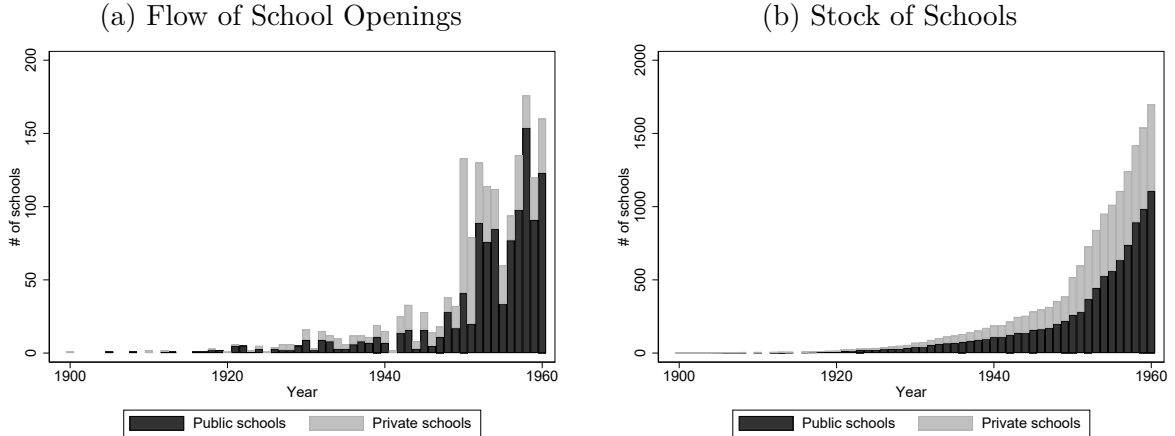 (a) Flow of School Openings
200
150
100
50
0
# of schools
1900
1920
1940
1960
Year
Public schools
Private schools
(b) Stock of Schools
2000
1500
1000
500
0
# of schools
1900
1920
1940
1960
Year
Public schools
Private schools